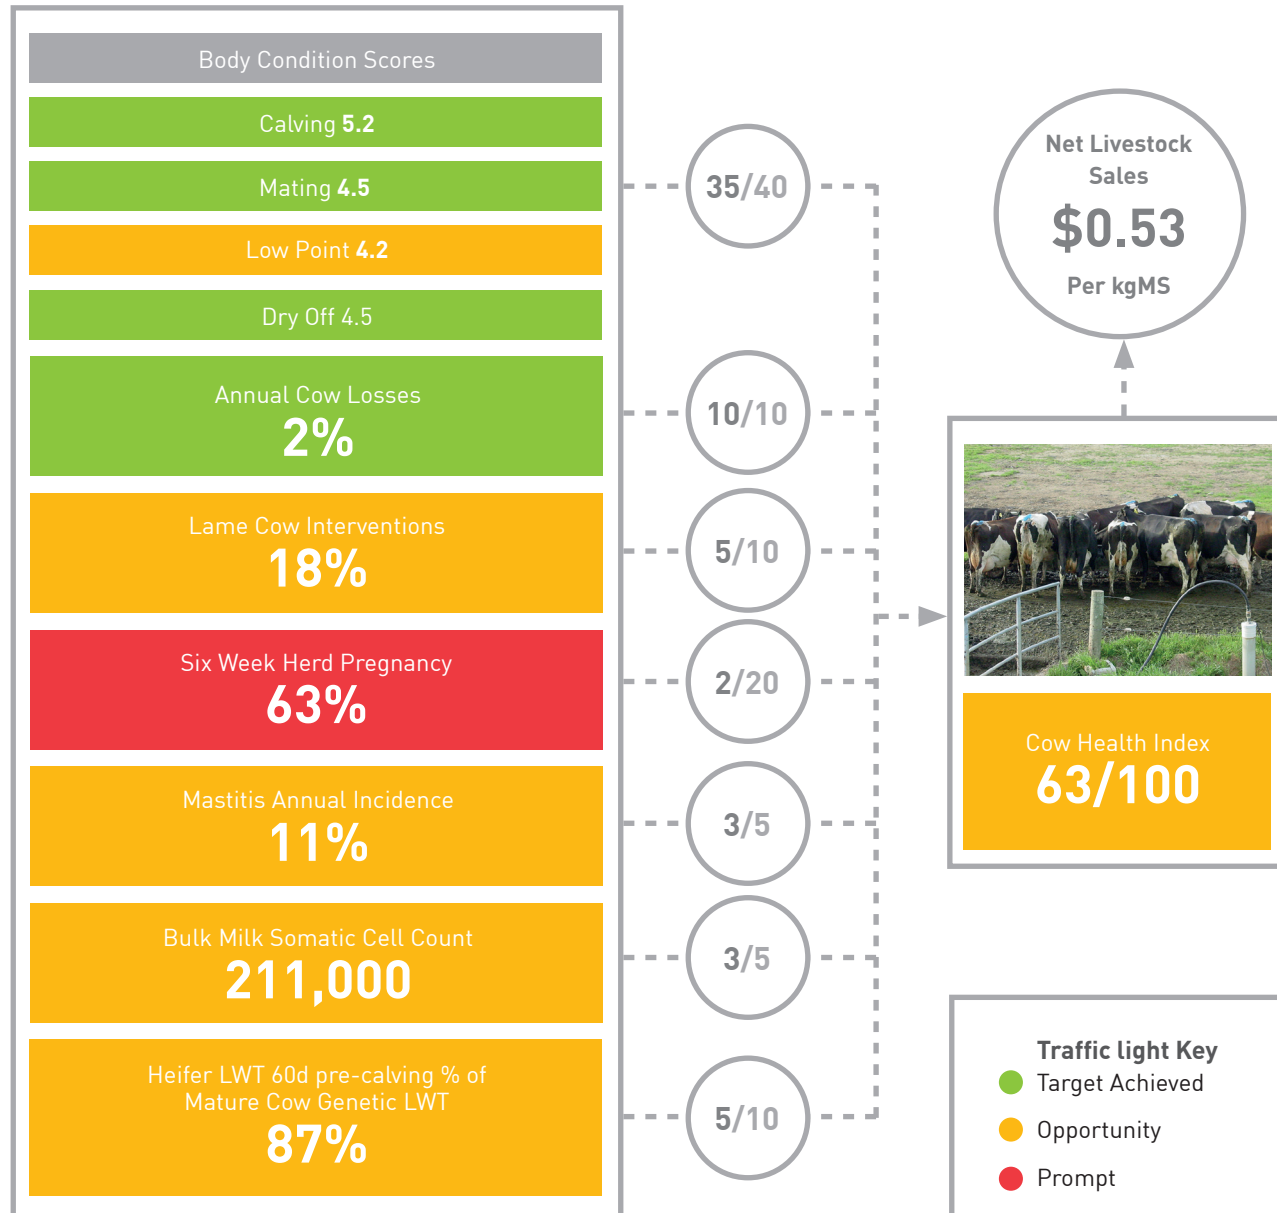 Body Condition Scores
Calving 5.2
Mating 4.5
Low Point 4.2
Dry Off 4.5
Annual Cow Losses
2%
Lame Cow Interventions
18%
Six Week Herd Pregnancy
63%
Mastitis Annual Incidence
11%
Bulk Milk Somatic Cell Count
211,000
Heifer LWT 60d pre-calving % of
Mature Cow Genetic LWT
87%
35/40
10/10
5/10
2/20
3/5
3/5
5/10
Net Livestock
Sales
$0.53
Per kgMS
Cow Health Index
63/100
Traffic light Key
Target Achieved
Opportunity
Prompt